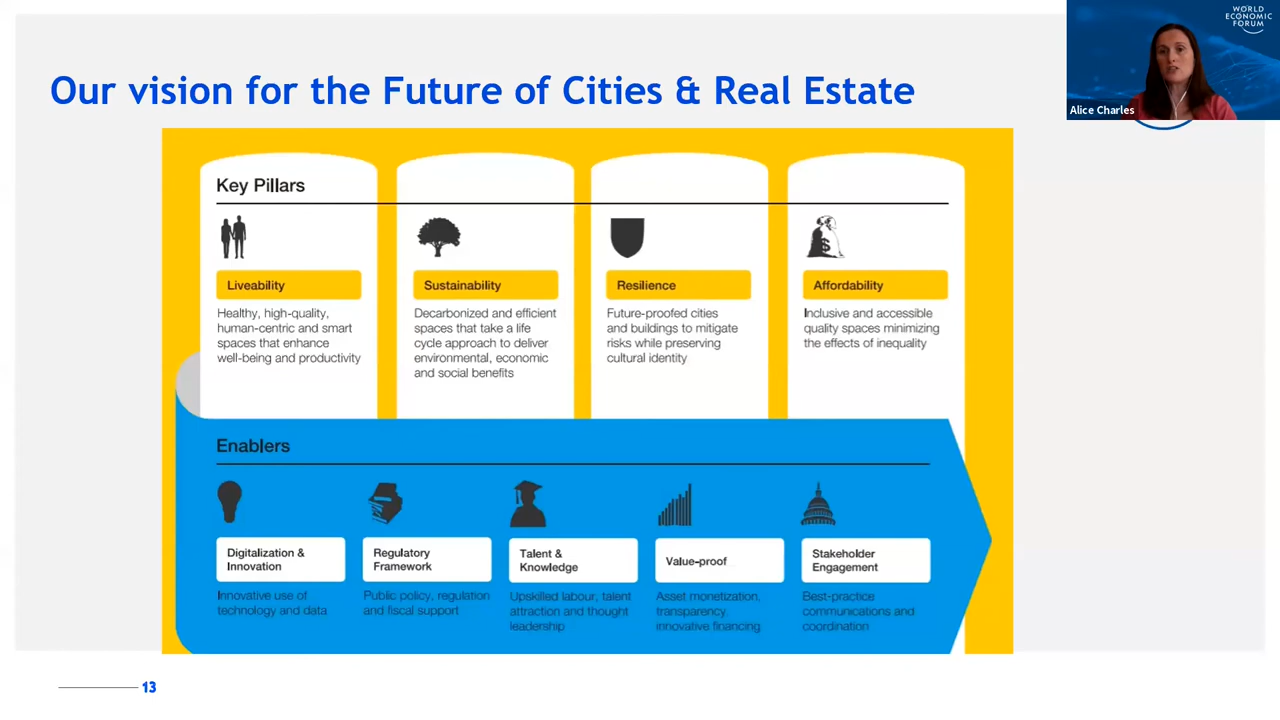 WORLD
ECONOMIC
FORUM
Alice Charles
Our vision for the Future of Cities & Real Estate
Key Pillars
Liveability
Healthy, high-quality,
human-centric and smart
spaces that enhance
well-being and productivity
Sustainability
Decarbonized and efficient
spaces that take a life
cycle approach to deliver
environmental, economic
and social benefits
Resilience
Future-proofed cities
and buildings to mitigate
risks while preserving
cultural identity
$
Affordability
Inclusive and accessible
quality spaces minimizing
the effects of inequality
Enablers
Digitalization &
Innovation
Innovative use of
technology and data
Regulatory
Framework
Public policy, regulation
and fiscal support
Talent &
Knowledge
Upskilled labour, talent
attraction and thought
leadership
Value-proof
Asset monetization,
transparency,
innovative financing
Stakeholder
Engagement
Best-practice
communications and
coordination
13